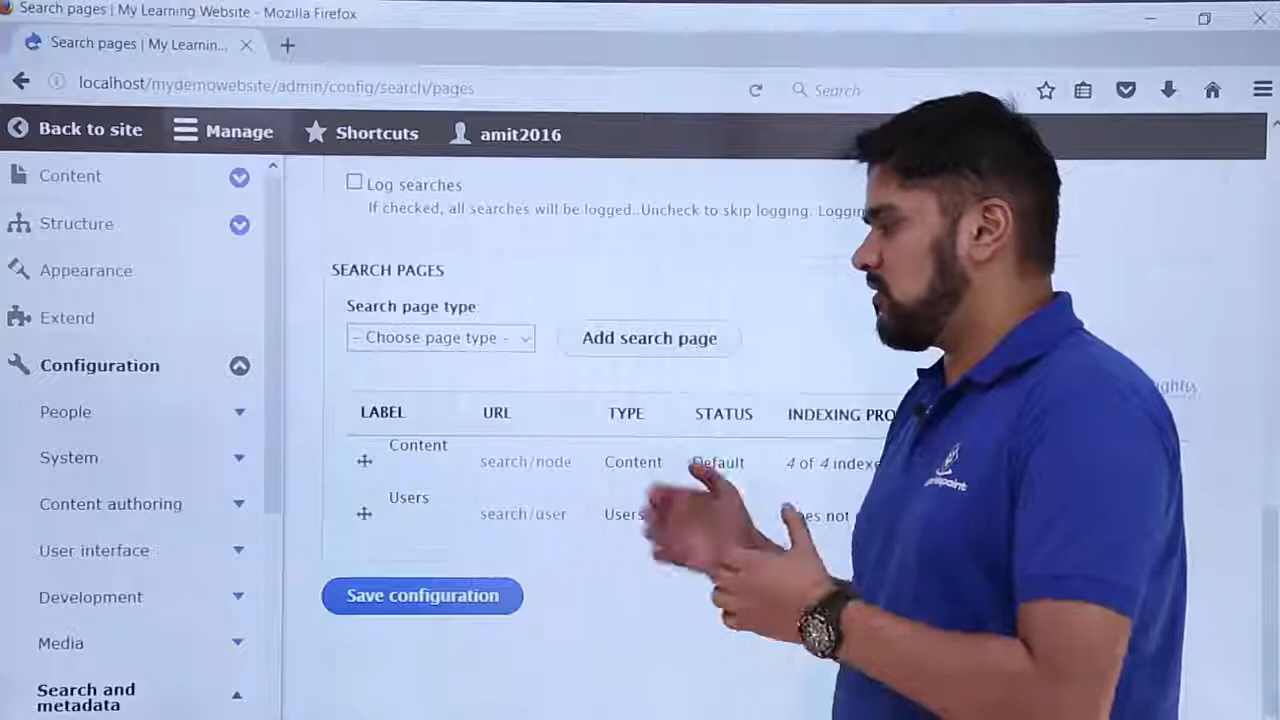 Search pages | My Learning Website - Mozilla Firefox
Search pages | My Learnin...
localhost/mydemowebsite/admin/config/search/pages
Search
Back to site
Manage
Shortcuts
amit2016
Content
Structure
Appearance
Extend
Configuration
People
System
Content authoring
User interface
Development
Media
Search and
metadata
Log searches
If checked, all searches will be logged. Uncheck to skip logging.
SEARCH PAGES
Search page type
- Choose page type -
Add search page
LABEL URL TYPE STATUS INDEXING
Content search/node Content Default 4 of 4
Users search/user Users not
Save configuration